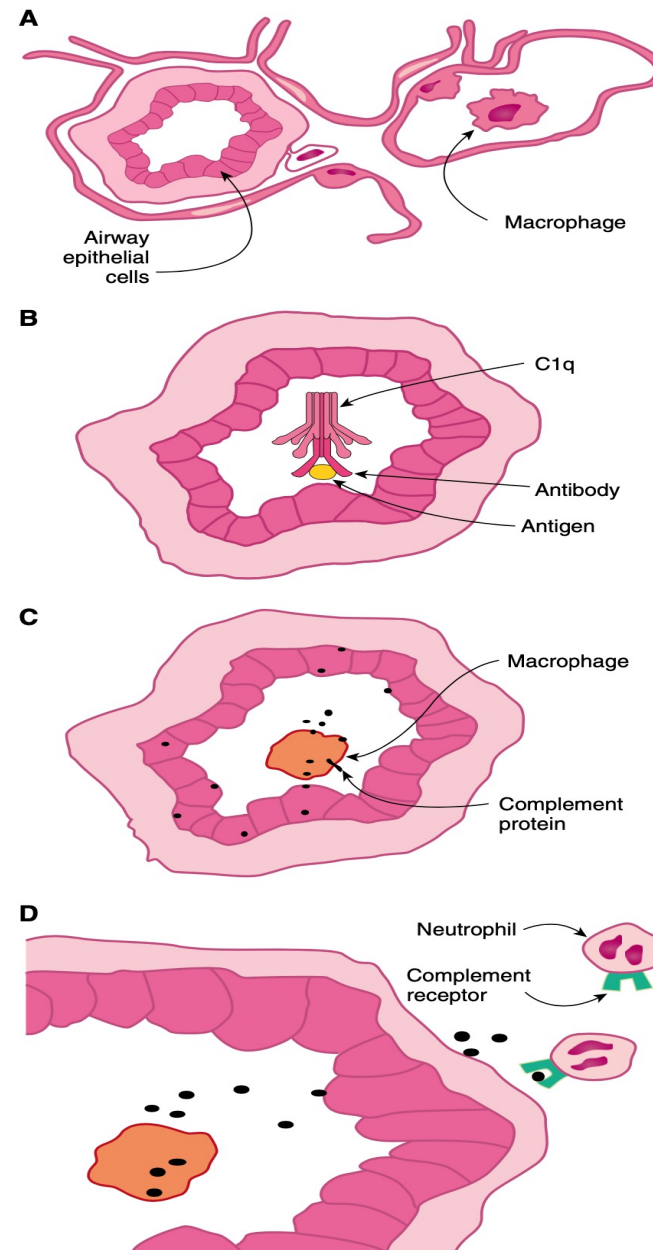 A
Airway
epithelial
cells
Macrophage
B
C1q
Antibody
Antigen
C
Macrophage
Complement
protein
D
Neutrophil
Complement
receptor